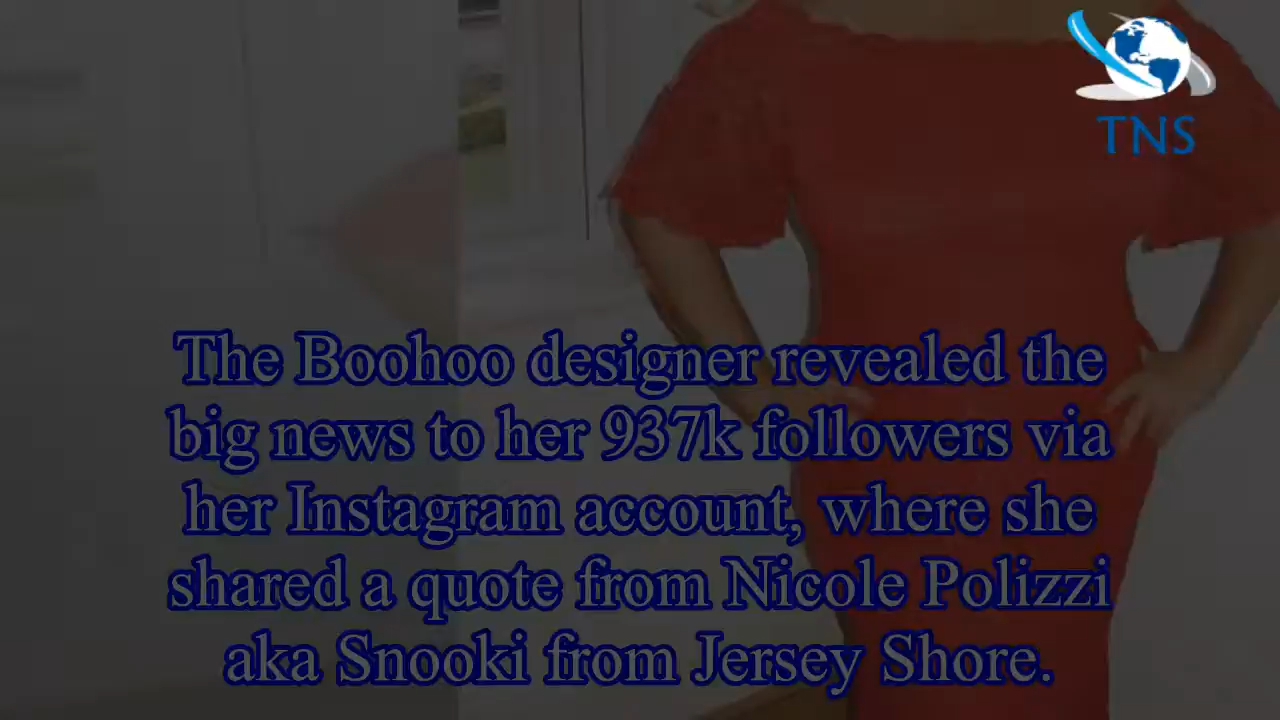 TNS
The Boohoo designer revealed the
big news to her 937k followers via
her Instagram account, where she
shared a quote from Nicole Polizzi
aka Snooki from Jersey Shore.